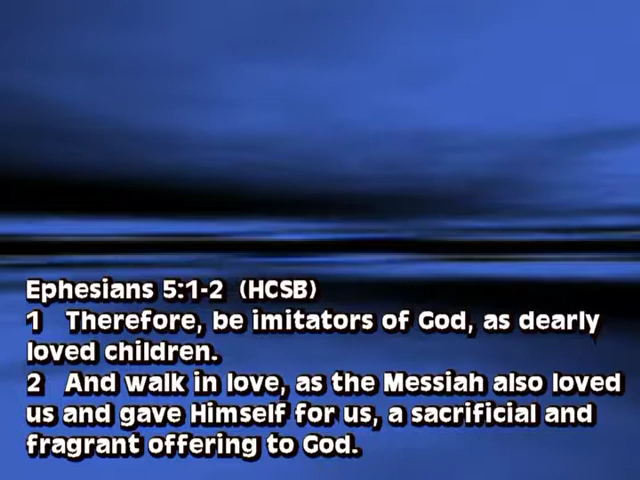 Ephesians 5:1-2 (HCSB)
1 Therefore, be imitators of God, as dearly
loved children.
2 And walk in love, as the Messiah also loved
us and gave Himself for us, a sacrificial and
fragrant offering to God.